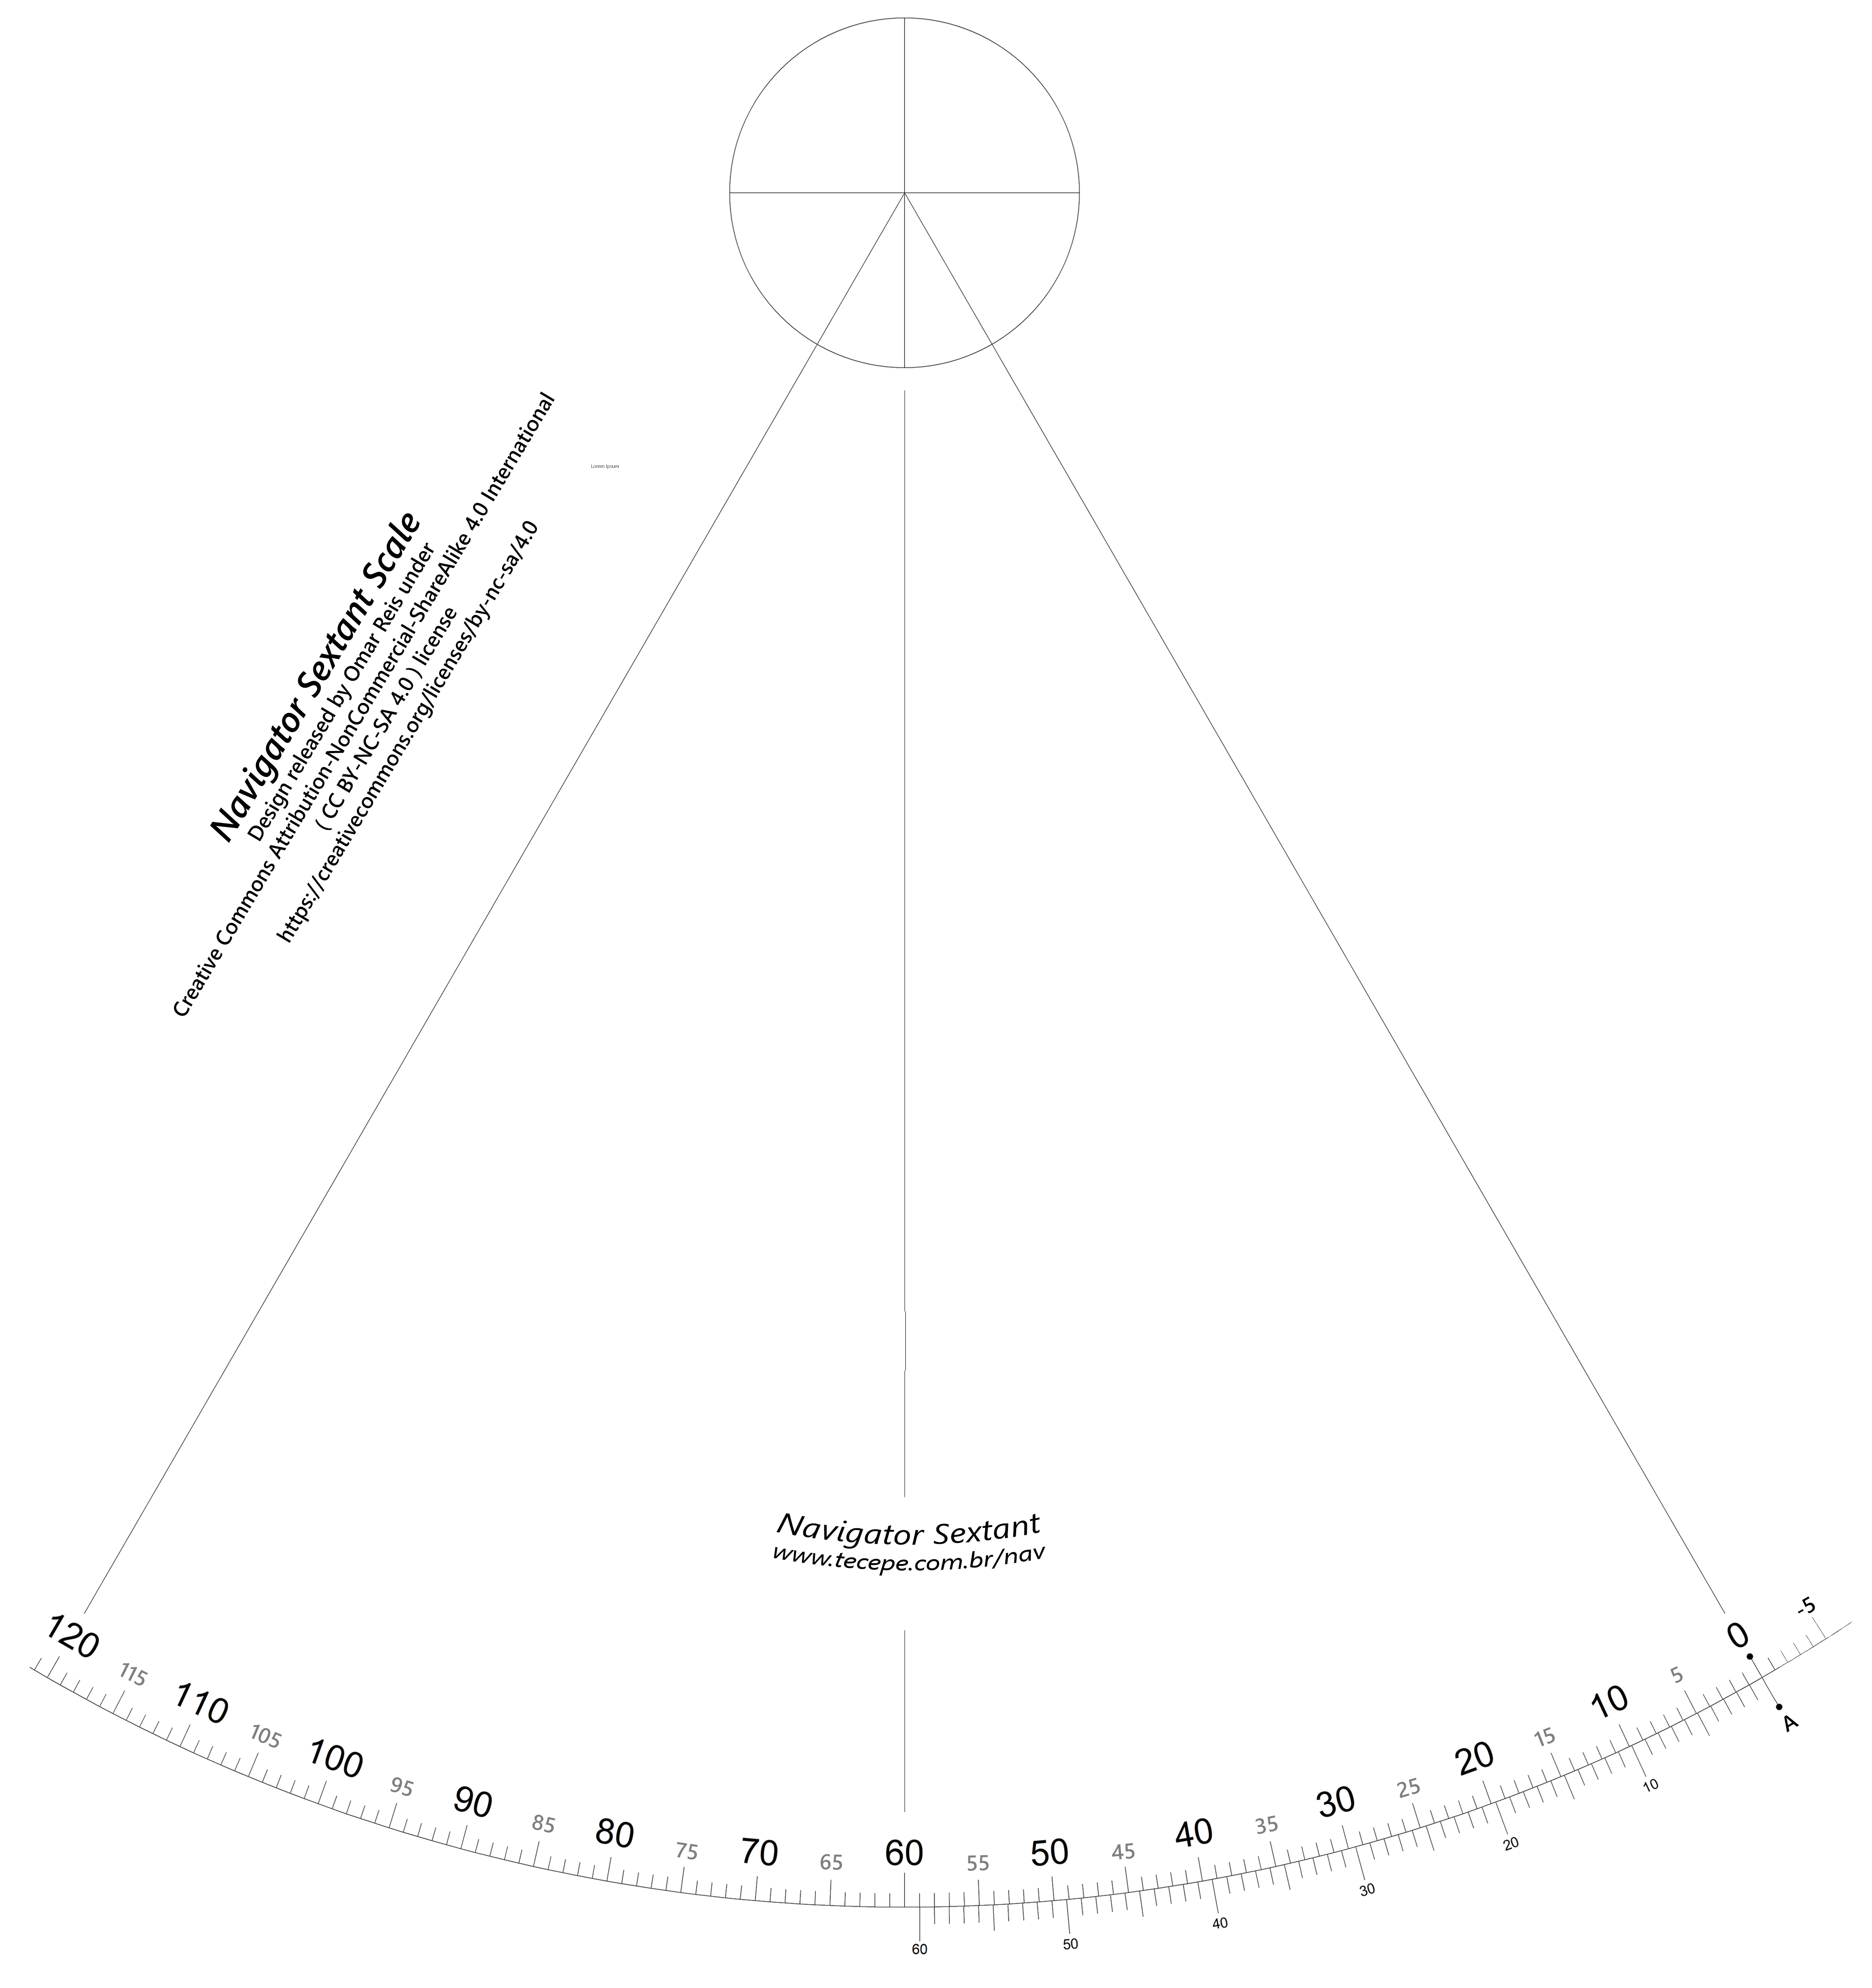 Lorem Ipsum
Navigator Sextant Scale
Design released by Omar Reis under
Creative Commons Attribution-NonCommercial-ShareAlike 4.0 International
( CC BY-NC-SA 4.0 ) license
https://creativecommons.org/licenses/by-nc-sa/4.0
Navigator Sextant
www.tecepe.com.br/nav
120 115 110 105 100 95 90 85 80 75 70 65 60 55 50 45 40 35 30 25 20 15 10 5 0 -5
60 50 40 30 20 10 A